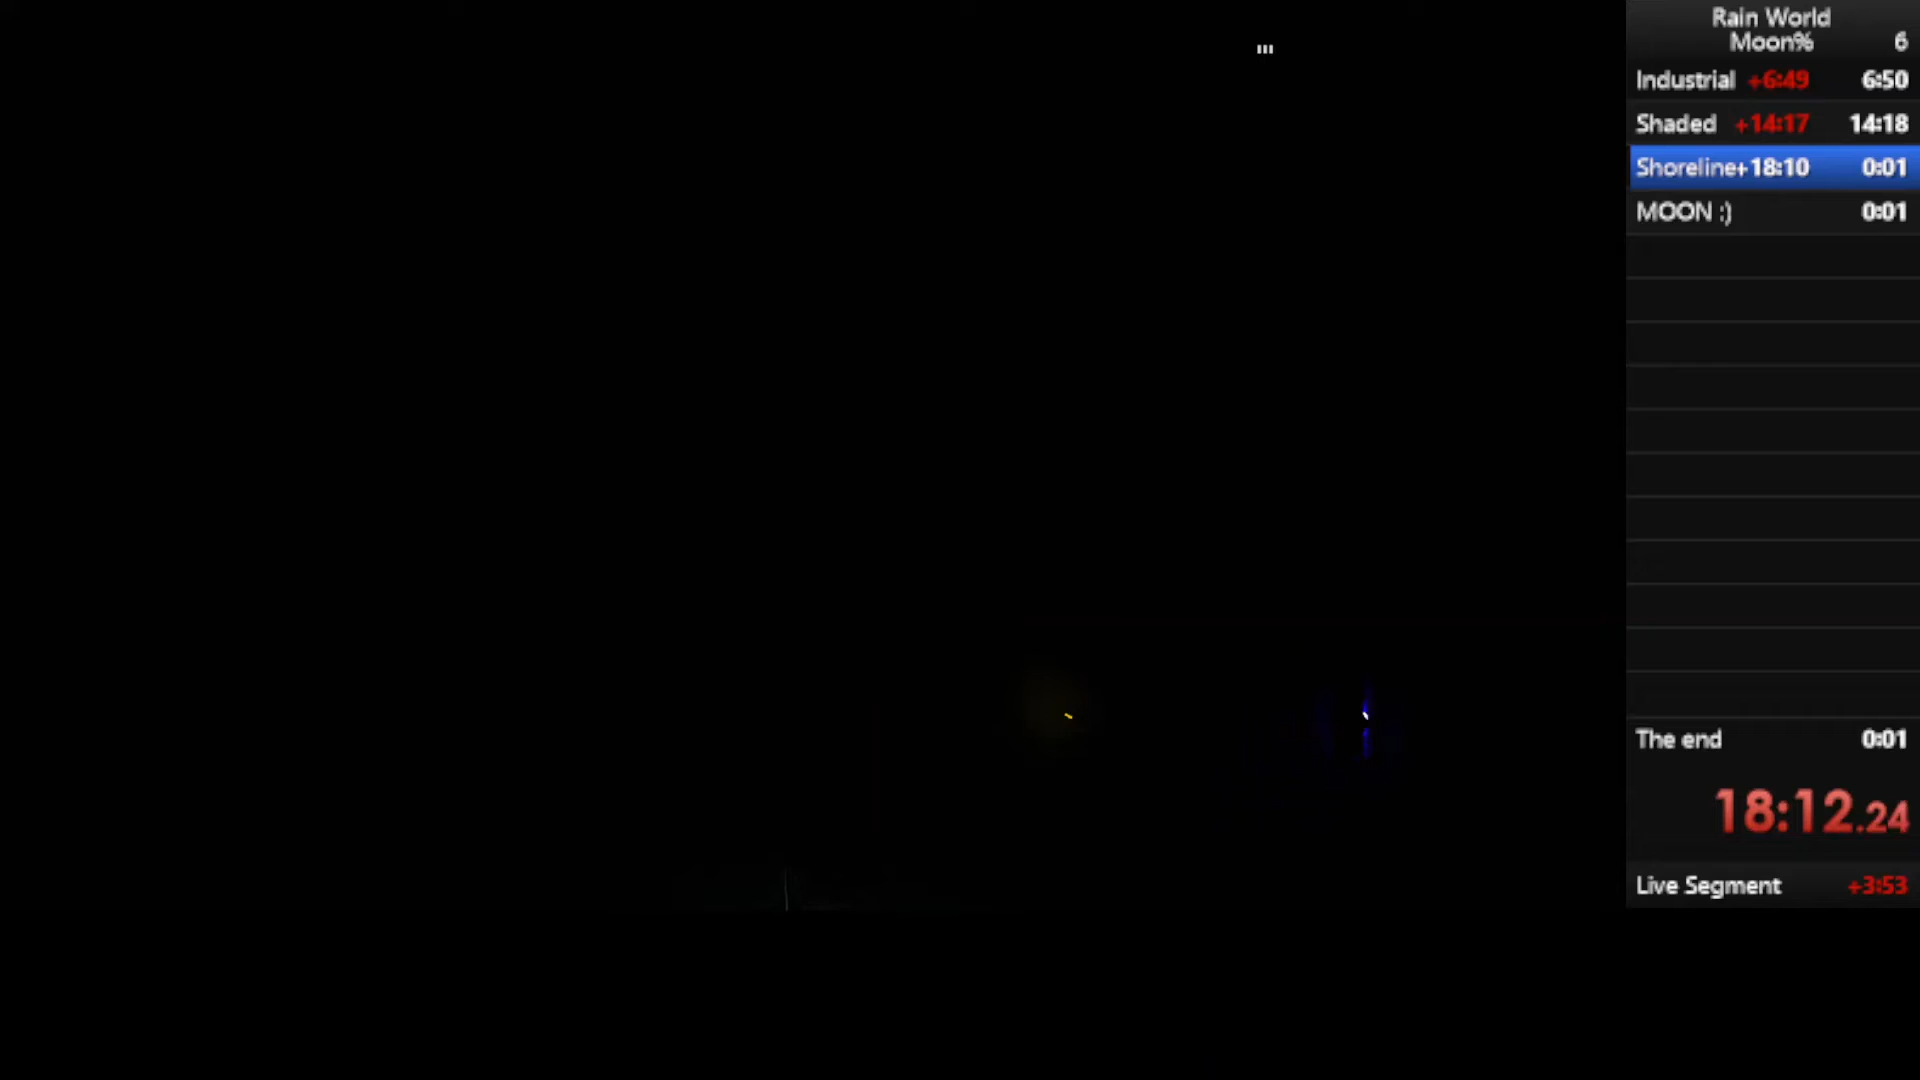 Rain World
Moon% 6
Industrial +6:49 6:50
Shaded +14:17 14:18
Shoreline+18:10 0:01
MOON :) 0:01
The end 0:01
18:12.24
Live Segment +3:53